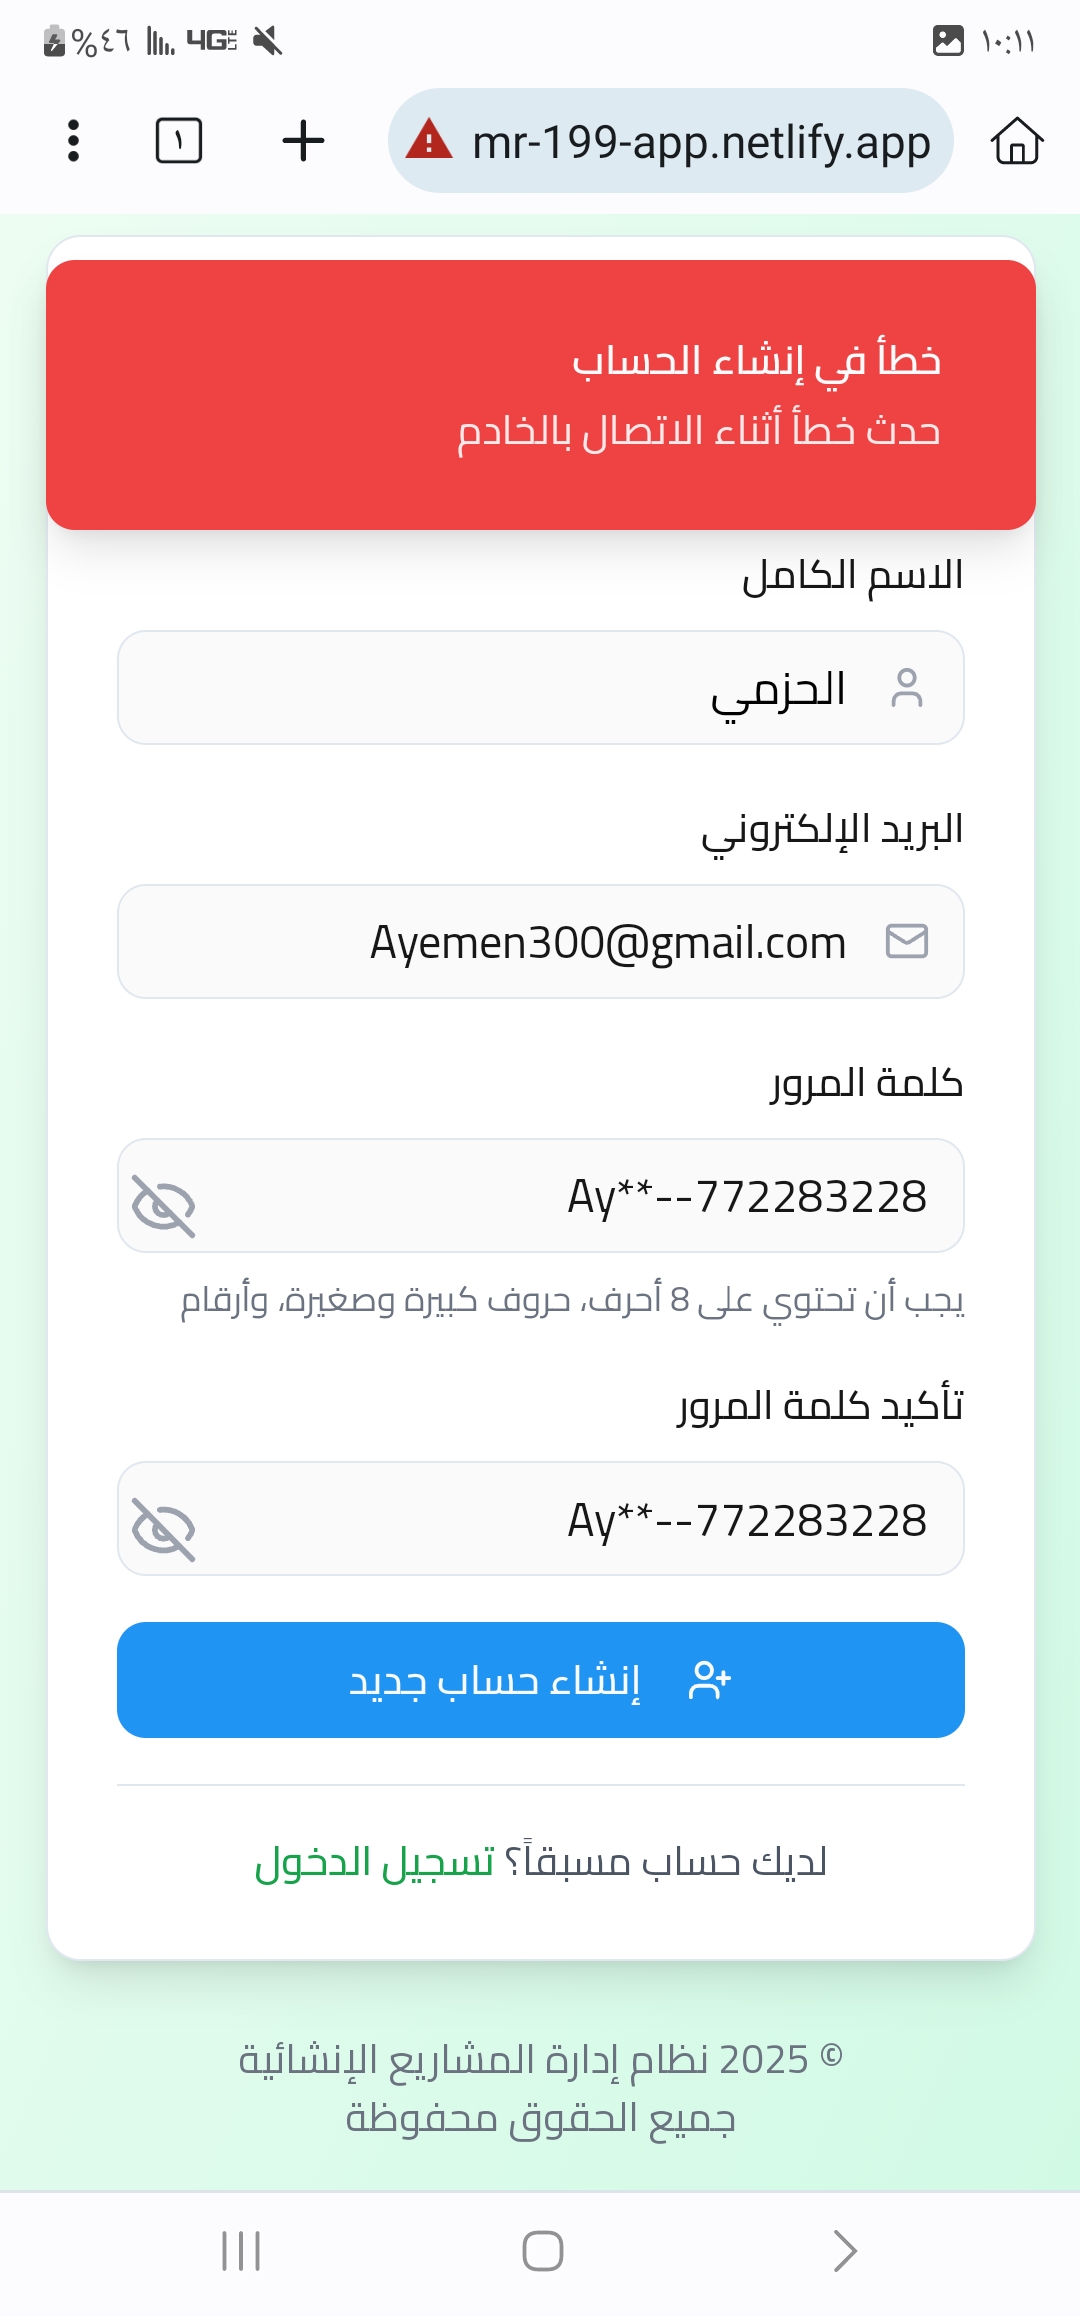 %٤٦ 4G LTE ١٠:١١
١ mr-199-app.netlify.app
خطأ في إنشاء الحساب
حدث خطأ أثناء الاتصال بالخادم
الاسم الكامل
الحزمي
البريد الإلكتروني
Ayemen300@gmail.com
كلمة المرور
Ay**--772283228
يجب أن تحتوي على 8 أحرف، حروف كبيرة وصغيرة، وأرقام
تأكيد كلمة المرور
Ay**--772283228
إنشاء حساب جديد
لديك حساب مسبقاً؟ تسجيل الدخول
© 2025 نظام إدارة المشاريع الإنشائية
جميع الحقوق محفوظة